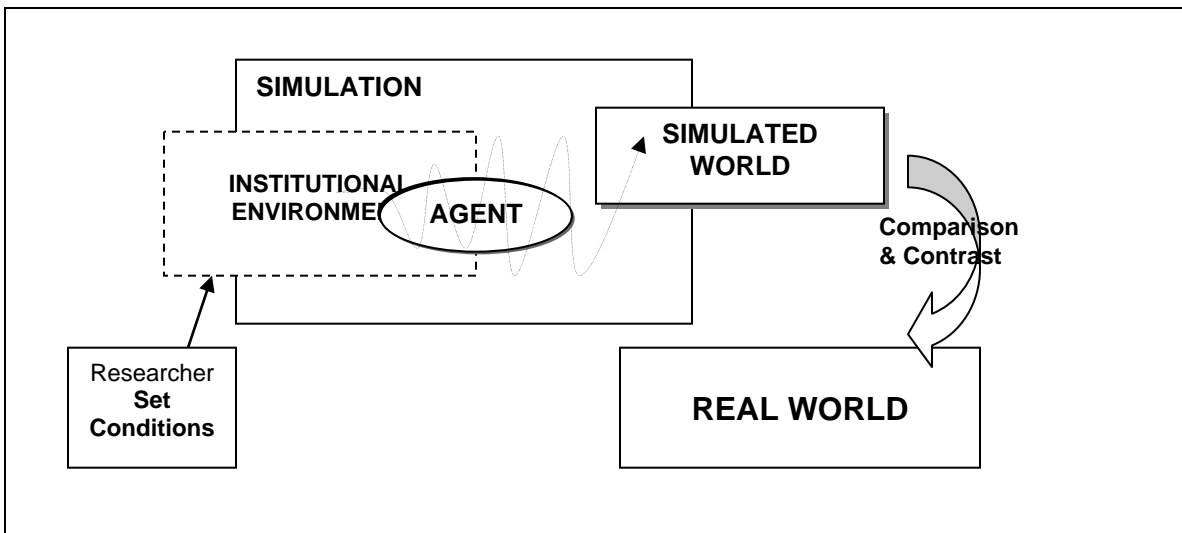 SIMULATION
SIMULATED
WORLD
INSTITUTIONAL
ENVIRONME
AGENT
Comparison
& Contrast
Researcher
Set
Conditions
REAL WORLD